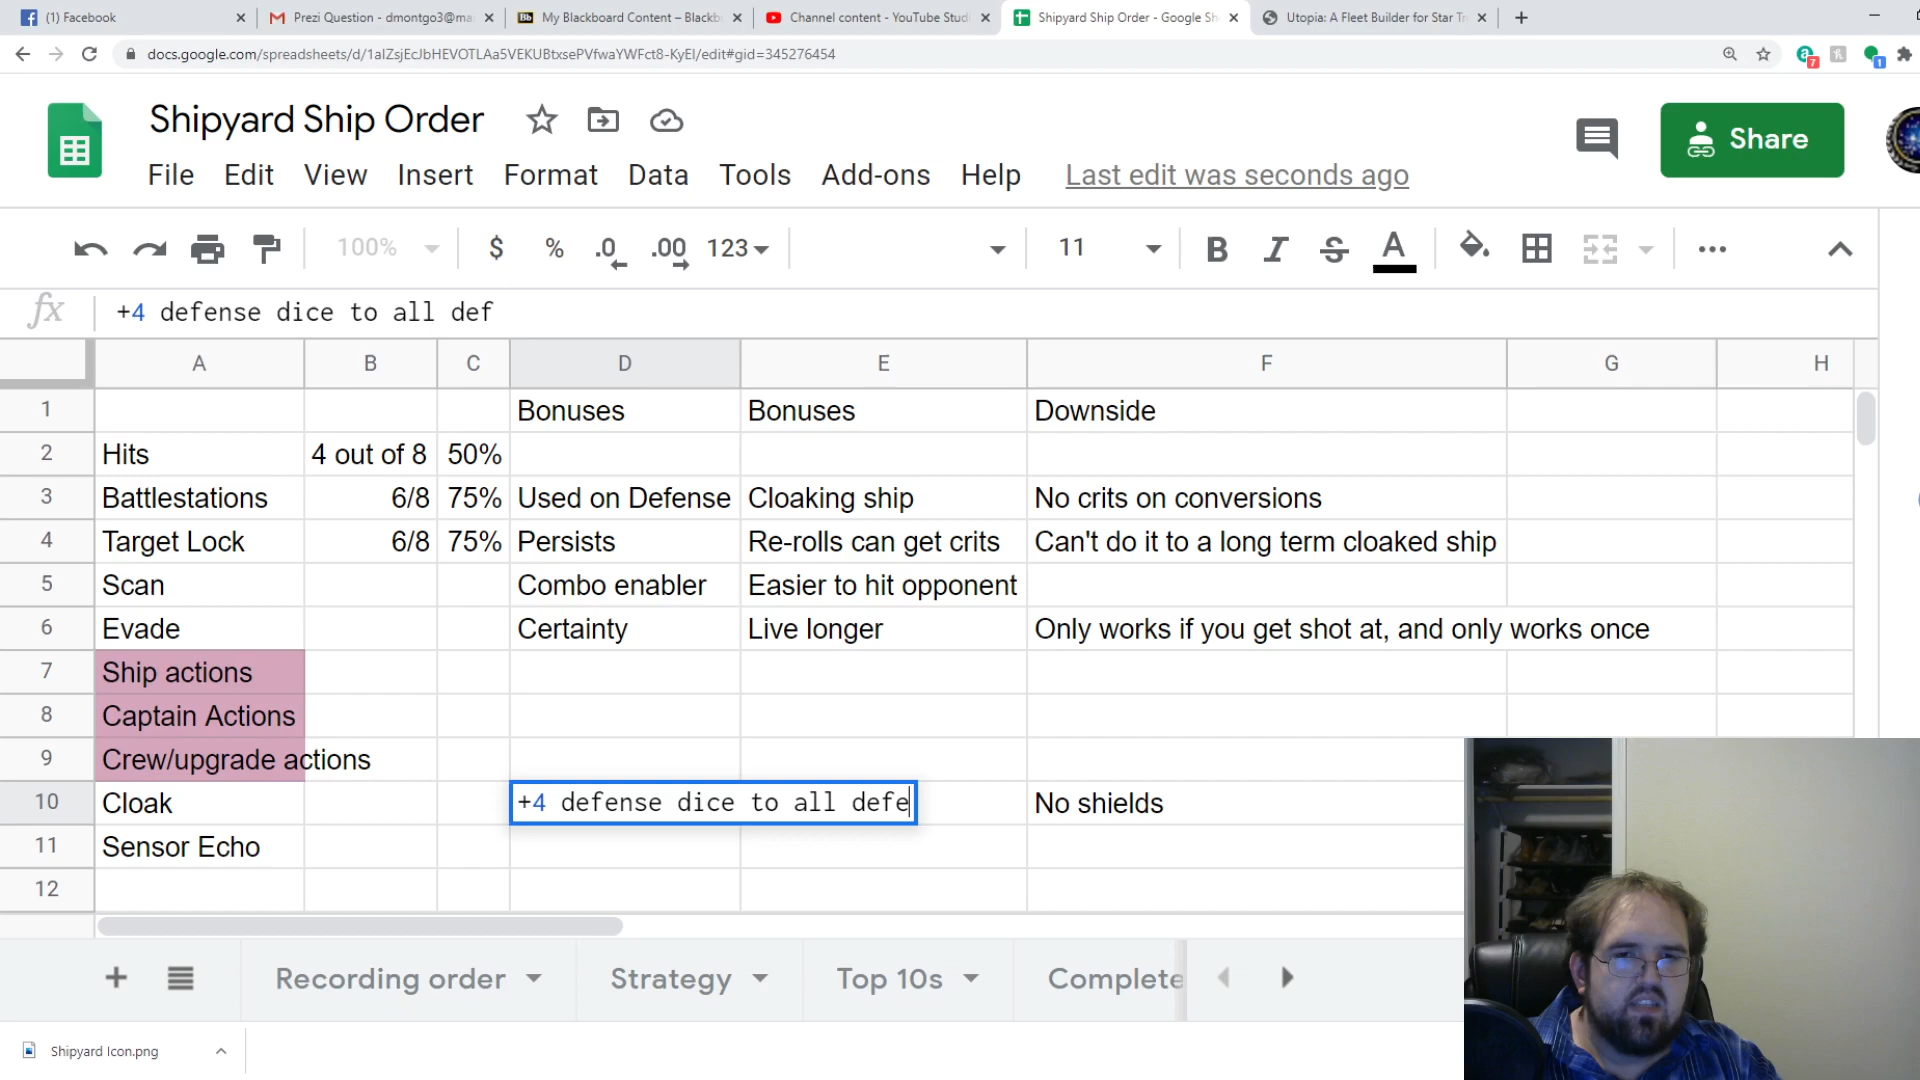 (1) Facebook
Prezi Question - dmontgo3@ma
My Blackboard Content – Blackb
Channel content - YouTube Studi
Shipyard Ship Order - Google Sh
Utopia: A Fleet Builder for Star Tr
docs.google.com/spreadsheets/d/1alZsjEcJbHEVOTLAa5VEKUBtxsePVfwaYWFct8-KyEI/edit#gid=345276454
7
1
Shipyard Ship Order
Share
File Edit View Insert Format Data Tools Add-ons Help Last edit was seconds ago
100% $ % .0 .00 123 11 B I S A
fx +4 defense dice to all def
A B C D E F G H
1 Bonuses Bonuses Downside
2 Hits 4 out of 8 50%
3 Battlestations 6/8 75% Used on Defense Cloaking ship No crits on conversions
4 Target Lock 6/8 75% Persists Re-rolls can get crits Can't do it to a long term cloaked ship
5 Scan Combo enabler Easier to hit opponent
6 Evade Certainty Live longer Only works if you get shot at, and only works once
7 Ship actions
8 Captain Actions
9 Crew/upgrade actions
10 Cloak +4 defense dice to all defe No shields
11 Sensor Echo
12
Recording order Strategy Top 10s Complete
Shipyard Icon.png